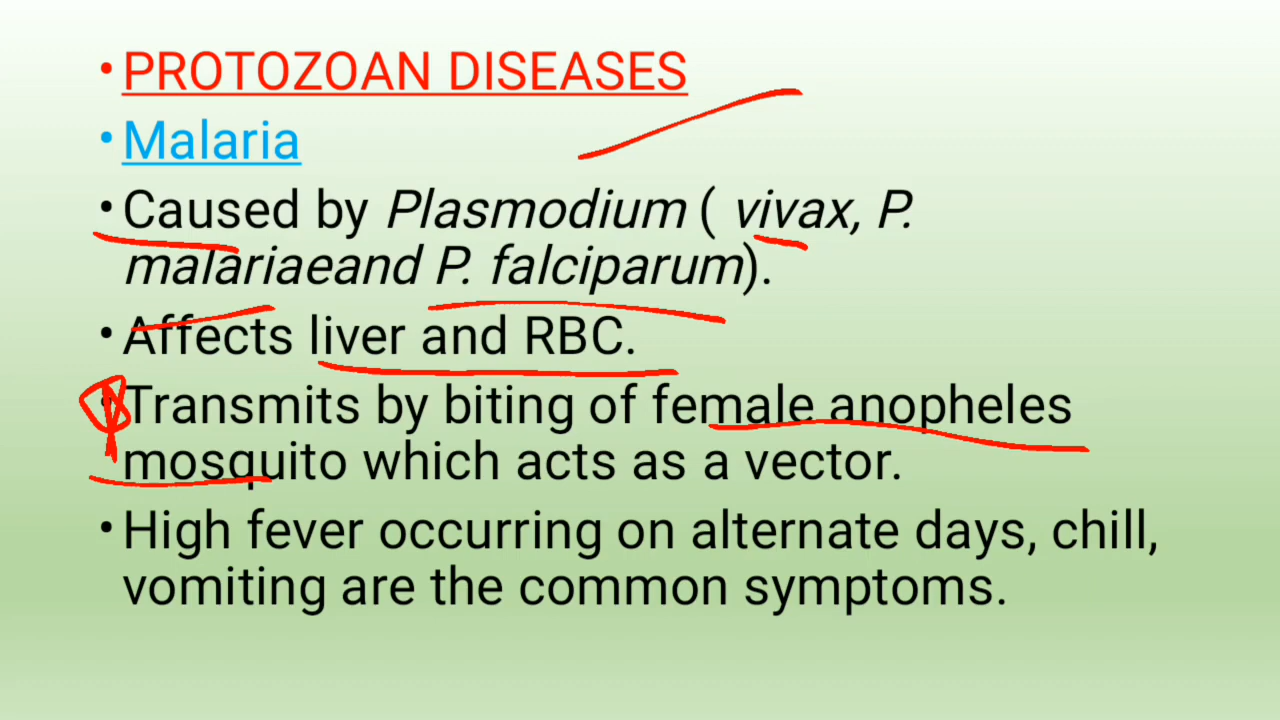 • PROTOZOAN DISEASES
• Malaria
• Caused by Plasmodium ( vivax, P.
malariaeand P. falciparum).
• Affects liver and RBC.
• Transmits by biting of female anopheles
mosquito which acts as a vector.
• High fever occurring on alternate days, chill,
vomiting are the common symptoms.